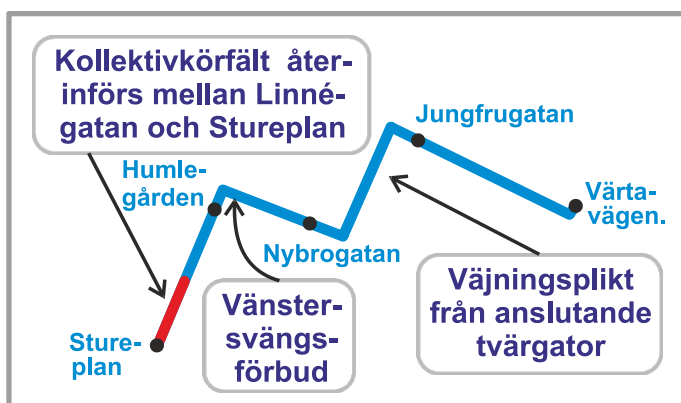 Kollektivkörfält åter-
införs mellan Linné-
gatan och Stureplan
Jungfrugatan
Humle-
gården
Värta-
vägen.
Nybrogatan
Vänster-
svängs-
förbud
Väjningsplikt
från anslutande
tvärgator
Sture-
plan